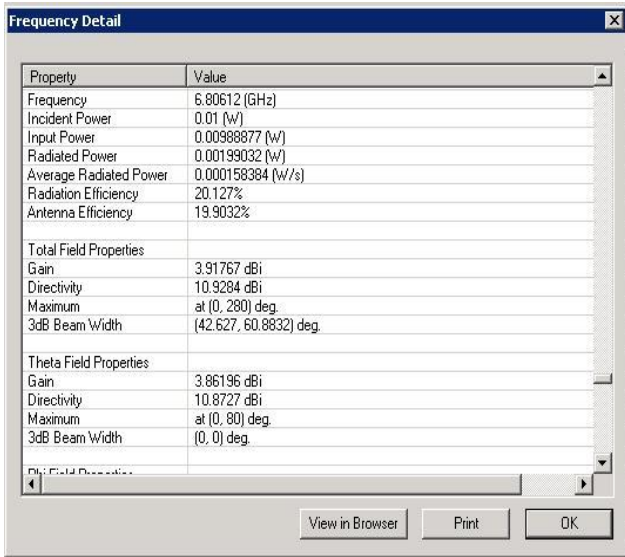 Frequency Detail
Property Value
Frequency 6.80612 (GHz)
Incident Power 0.01 (W)
Input Power 0.00988877 (W)
Radiated Power 0.00199032 (W)
Average Radiated Power 0.000158384 (W/s)
Radiation Efficiency 20.127%
Antenna Efficiency 19.9032%
Total Field Properties
Gain 3.91767 dBi
Directivity 10.9284 dBi
Maximum at (0, 280) deg.
3dB Beam Width (42.627, 60.8832) deg.
Theta Field Properties
Gain 3.86196 dBi
Directivity 10.8727 dBi
Maximum at (0, 80) deg.
3dB Beam Width (0, 0) deg.
Phi Field Properties
View in Browser Print OK